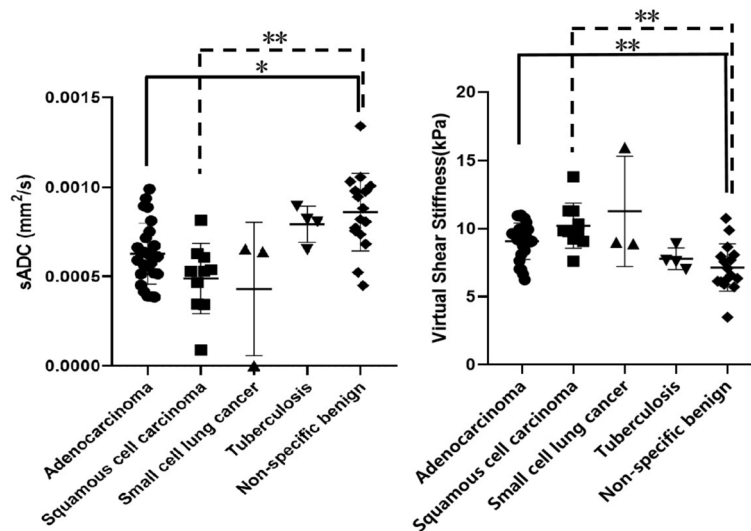 **
*
0.0015
0.0010
0.0005
0.0000
sADC (mm²/s)
Adenocarcinoma
Squamous cell carcinoma
Small cell lung cancer
Tuberculosis
Non-specific benign
**
**
20
15
10
5
0
Virtual Shear Stiffness(kPa)
Adenocarcinoma
Squamous cell carcinoma
Small cell lung cancer
Tuberculosis
Non-specific benign